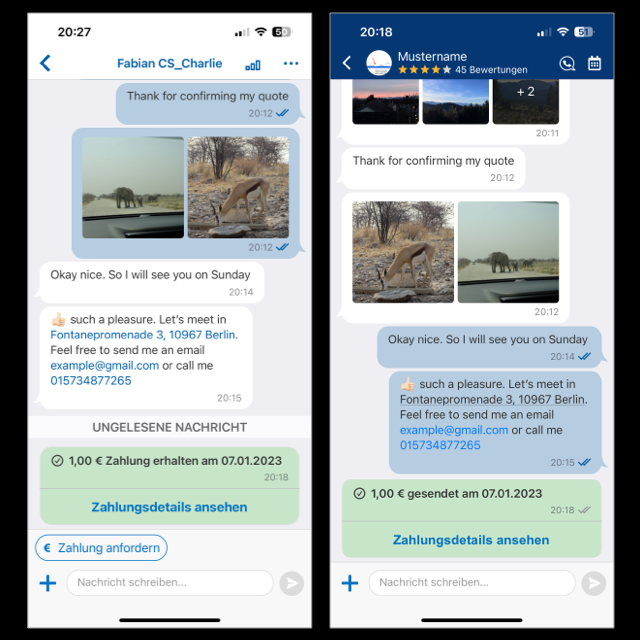 20:27
50
Fabian CS_Charlie
Thank for confirming my quote
20:12
20:12
Okay nice. So I will see you on Sunday
20:14
👍🏻 such a pleasure. Let's meet in
Fontanepromenade 3, 10967 Berlin.
Feel free to send me an email
example@gmail.com or call me
015734877265
20:15
UNGELESENE NACHRICHT
1,00 € Zahlung erhalten am 07.01.2023
20:18
Zahlungsdetails ansehen
€ Zahlung anfordern
Nachricht schreiben...
20:18
51
Mustername
45 Bewertungen
+ 2
20:11
Thank for confirming my quote
20:12
20:12
Okay nice. So I will see you on Sunday
20:14
👍🏻 such a pleasure. Let's meet in
Fontanepromenade 3, 10967 Berlin.
Feel free to send me an email
example@gmail.com or call me
015734877265
20:15
1,00 € gesendet am 07.01.2023
20:18
Zahlungsdetails ansehen
Nachricht schreiben...